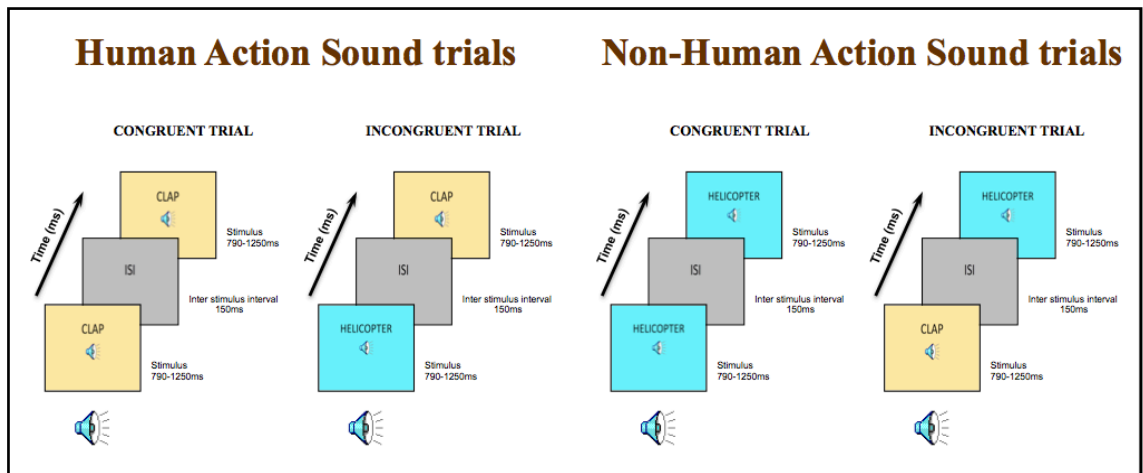 Human Action Sound trials
CONGRUENT TRIAL
Time (ms)
CLAP
Stimulus
790-1250ms
ISI
Inter stimulus interval
150ms
CLAP
Stimulus
790-1250ms
INCONGRUENT TRIAL
Time (ms)
CLAP
Stimulus
790-1250ms
ISI
Inter stimulus interval
150ms
HELICOPTER
Stimulus
790-1250ms
Non-Human Action Sound trials
CONGRUENT TRIAL
Time (ms)
HELICOPTER
Stimulus
790-1250ms
ISI
Inter stimulus interval
150ms
HELICOPTER
Stimulus
790-1250ms
INCONGRUENT TRIAL
Time (ms)
HELICOPTER
Stimulus
790-1250ms
ISI
Inter stimulus interval
150ms
CLAP
Stimulus
790-1250ms